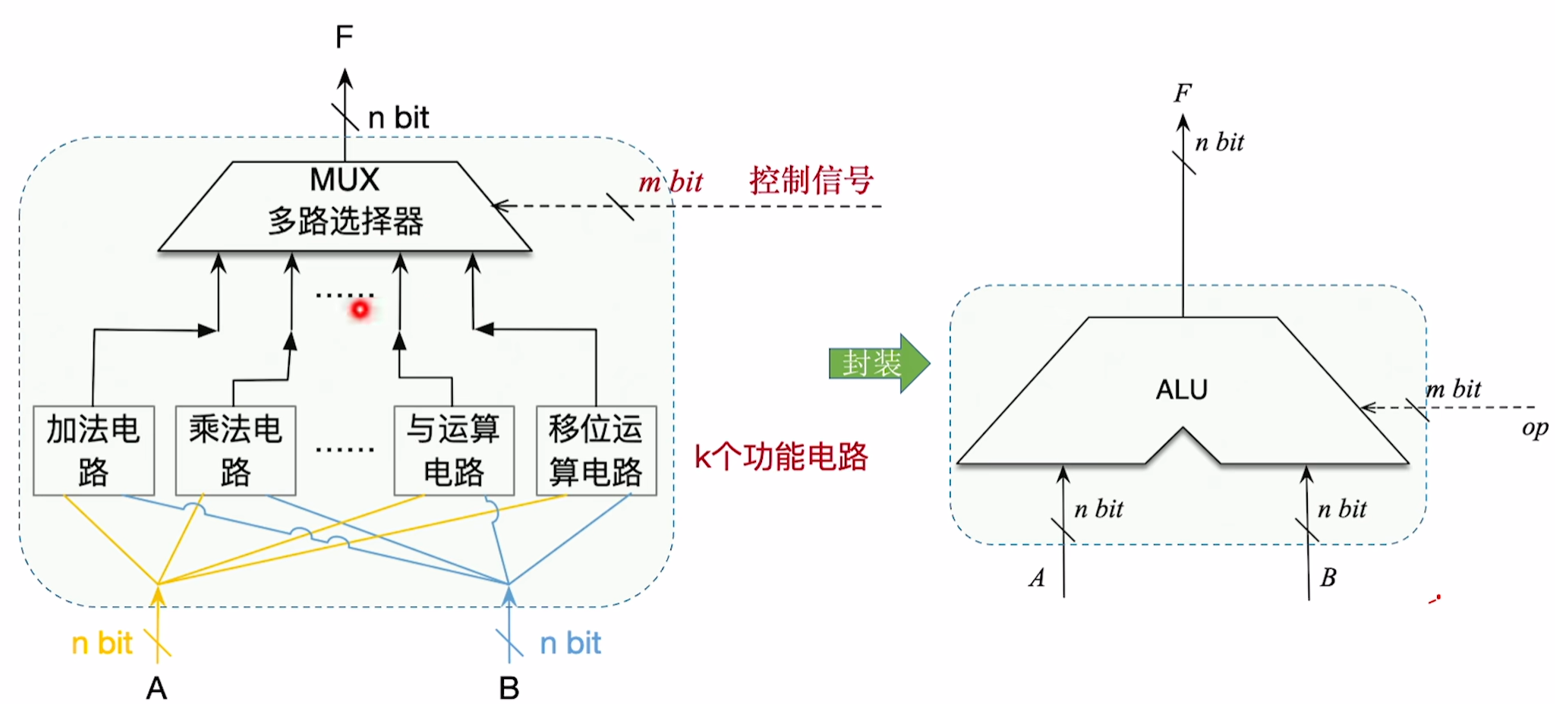 F
n bit
MUX
多路选择器
m bit 控制信号
......
加法电
路
乘法电
路
......
与运算
电路
移位运
算电路
k个功能电路
n bit
n bit
A
B
封装
F
n bit
ALU
m bit
op
n bit
n bit
A
B